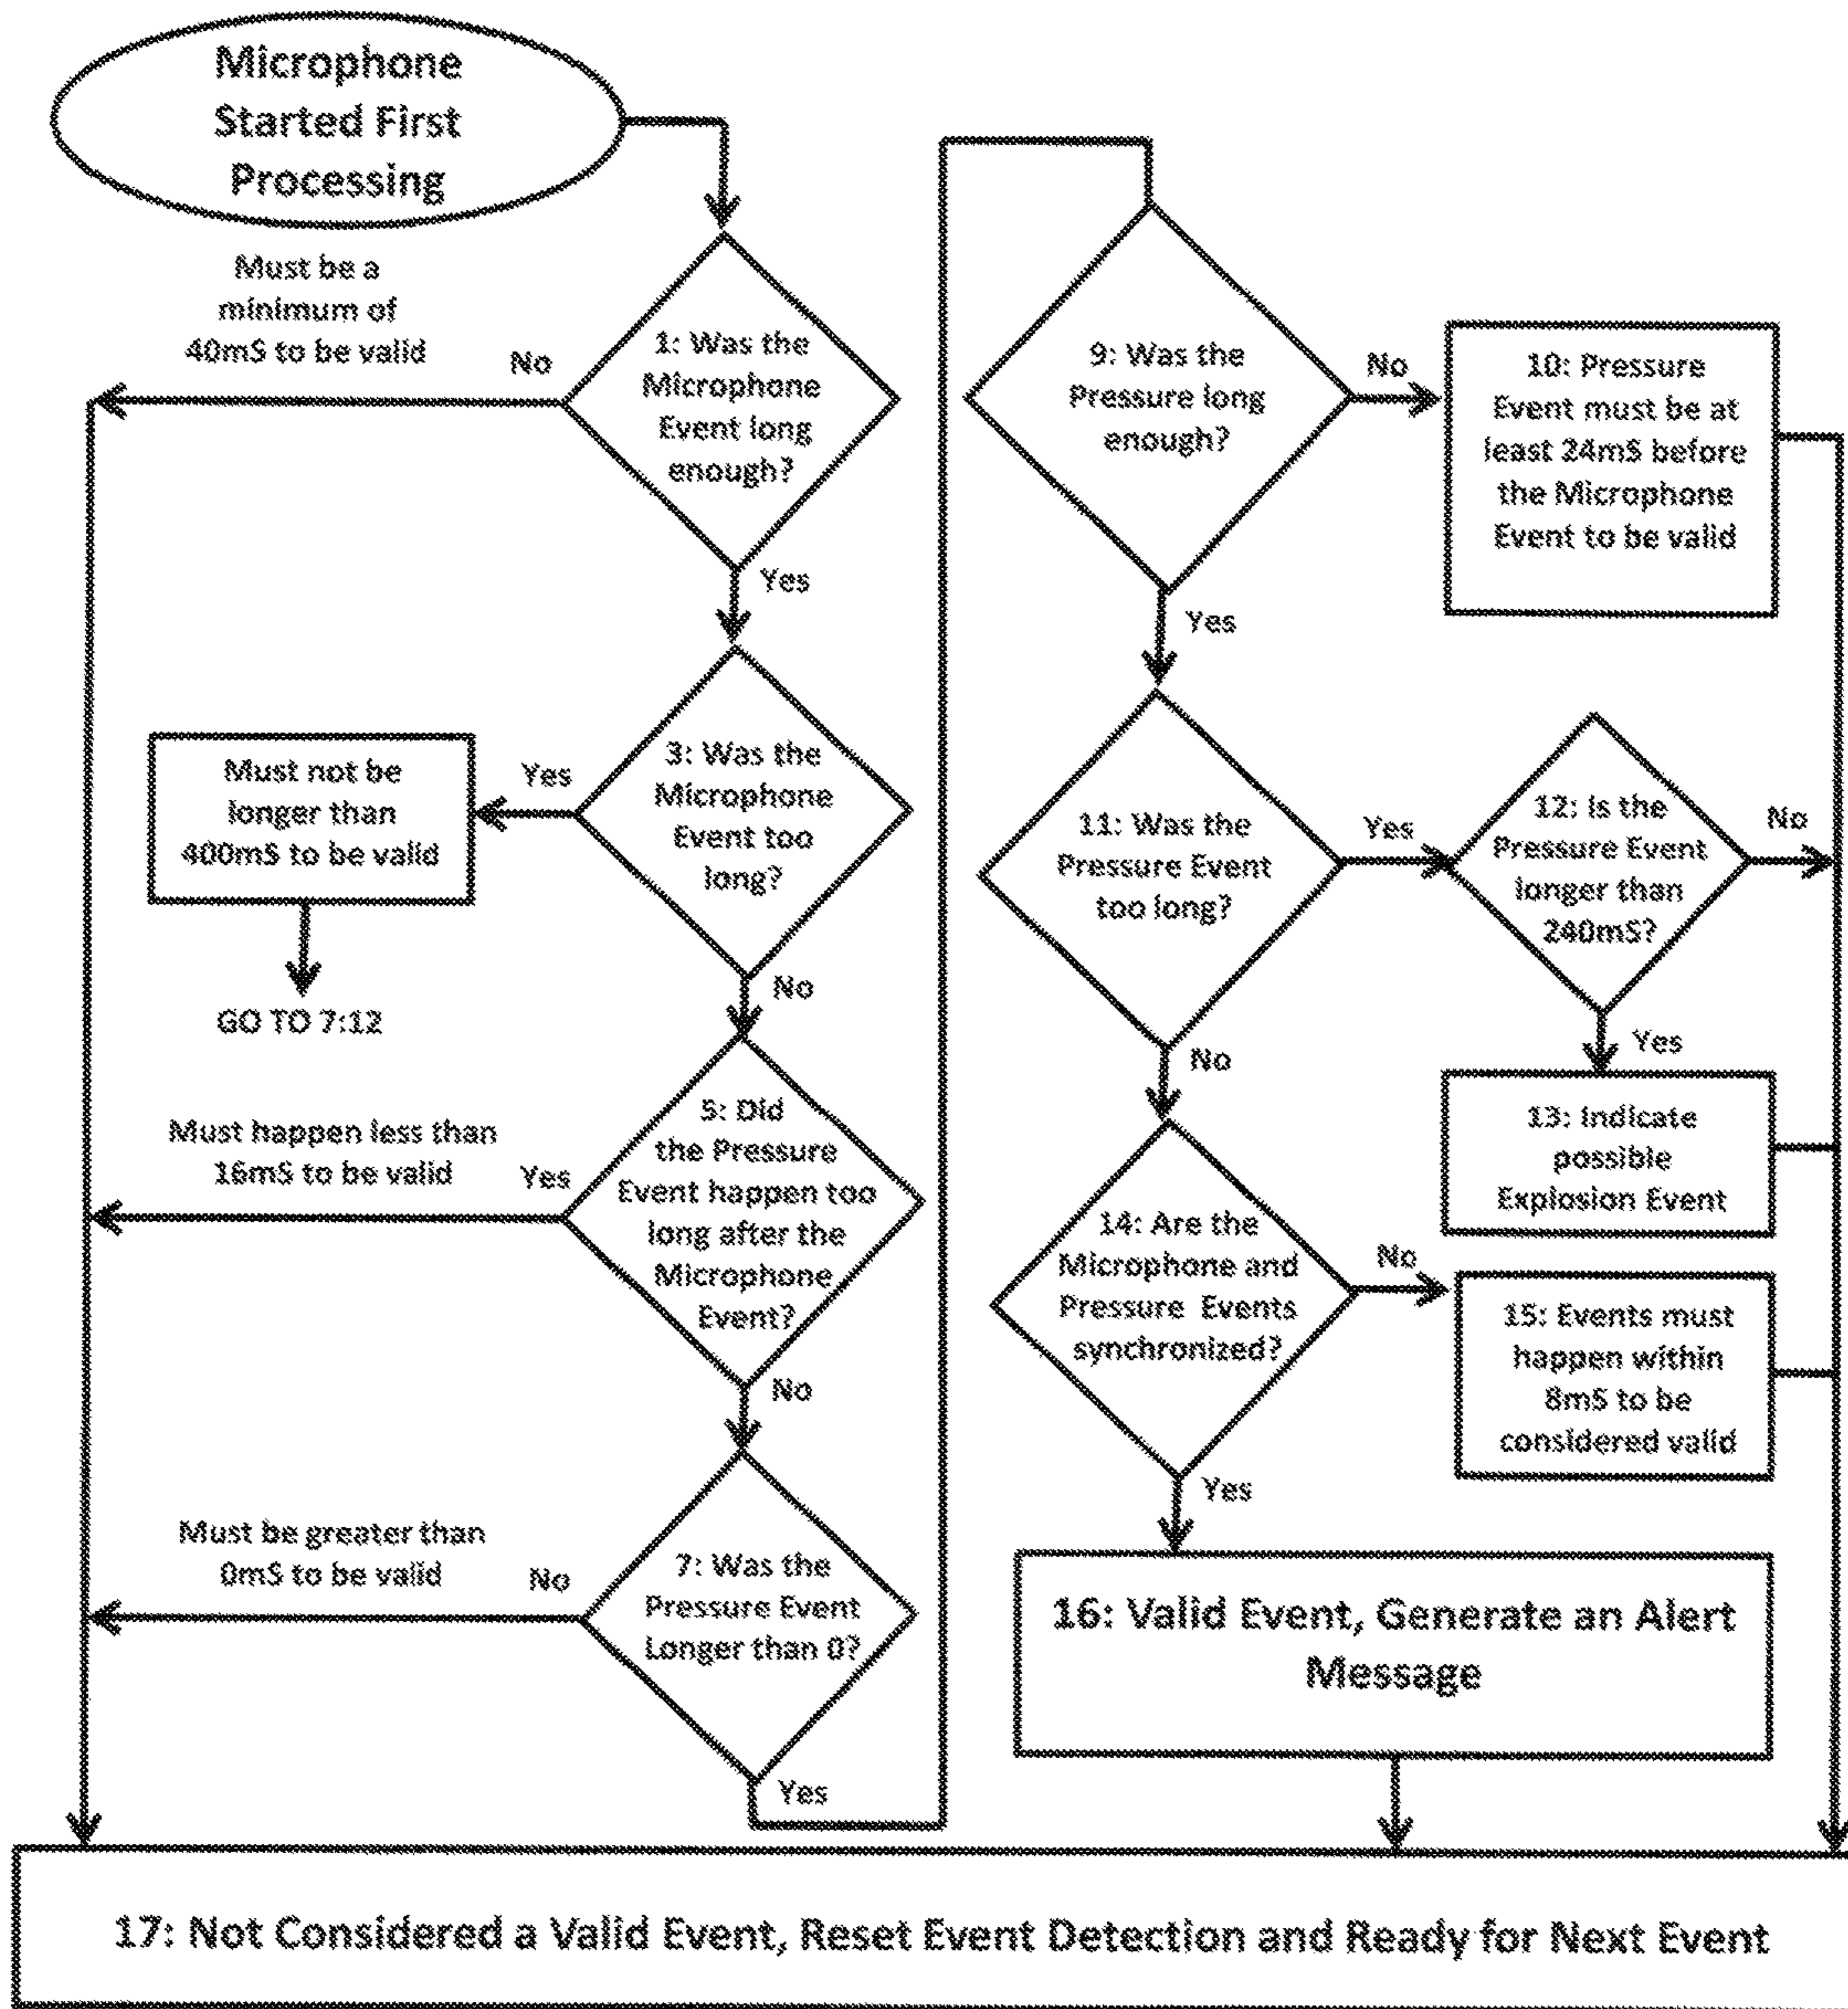 Microphone
Started First
Processing
Must be a
minimum of
40mS to be valid
No
1: Was the
Microphone
Event long
enough?
Yes
Must not be
longer than
400mS to be valid
Yes
3: Was the
Microphone
Event too
long?
GO TO 7:12
No
Must happen less than
16mS to be valid
Yes
5: Did
the Pressure
Event happen too
long after the
Microphone
Event?
No
Must be greater than
0mS to be valid
No
7: Was the
Pressure Event
Longer than 0?
Yes
9: Was the
Pressure long
enough?
No
10: Pressure
Event must be at
least 24mS before
the Microphone
Event to be valid
Yes
11: Was the
Pressure Event
too long?
Yes
12: Is the
Pressure Event
longer than
240mS?
No
No
Yes
13: Indicate
possible
Explosion Event
14: Are the
Microphone and
Pressure Events
synchronized?
No
15: Events must
happen within
8mS to be
considered valid
Yes
16: Valid Event, Generate an Alert
Message
17: Not Considered a Valid Event, Reset Event Detection and Ready for Next Event